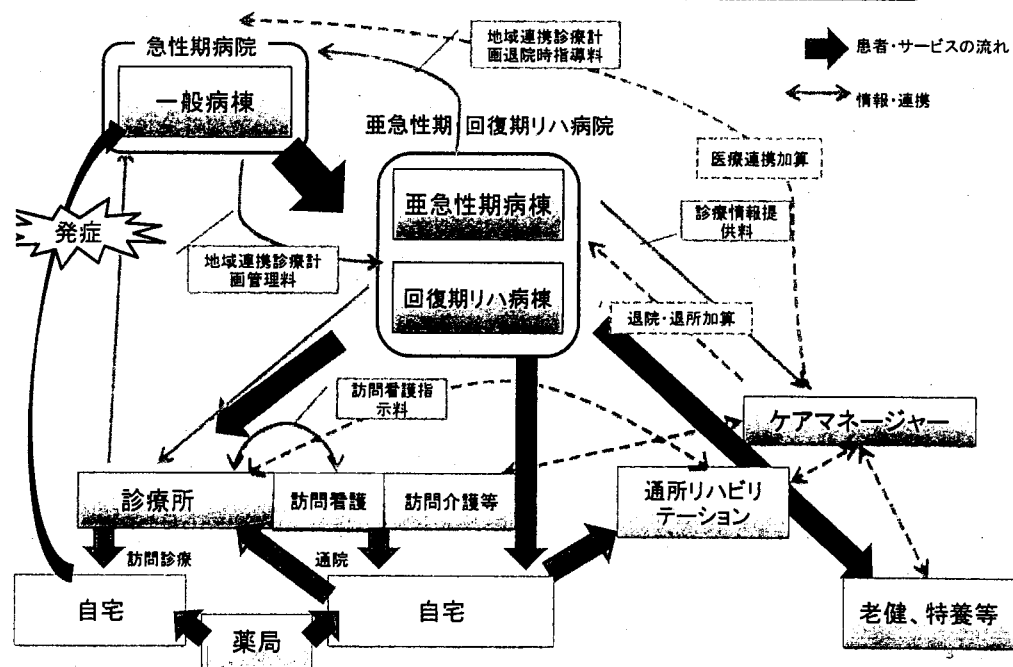 地域連携診療計
画退院時指導料
患者・サービスの流れ
情報・連携
急性期病院
一般病棟
亜急性期 回復期リハ病院
医療連携加算
亜急性期病棟
診療情報提
供料
発症
地域連携診療計
画管理料
回復期リハ病棟
退院・退所加算
訪問看護指
示料
ケアマネージャー
診療所
訪問看護
訪問介護等
通所リハビリ
テーション
訪問診療
通院
自宅
薬局
自宅
老健、特養等